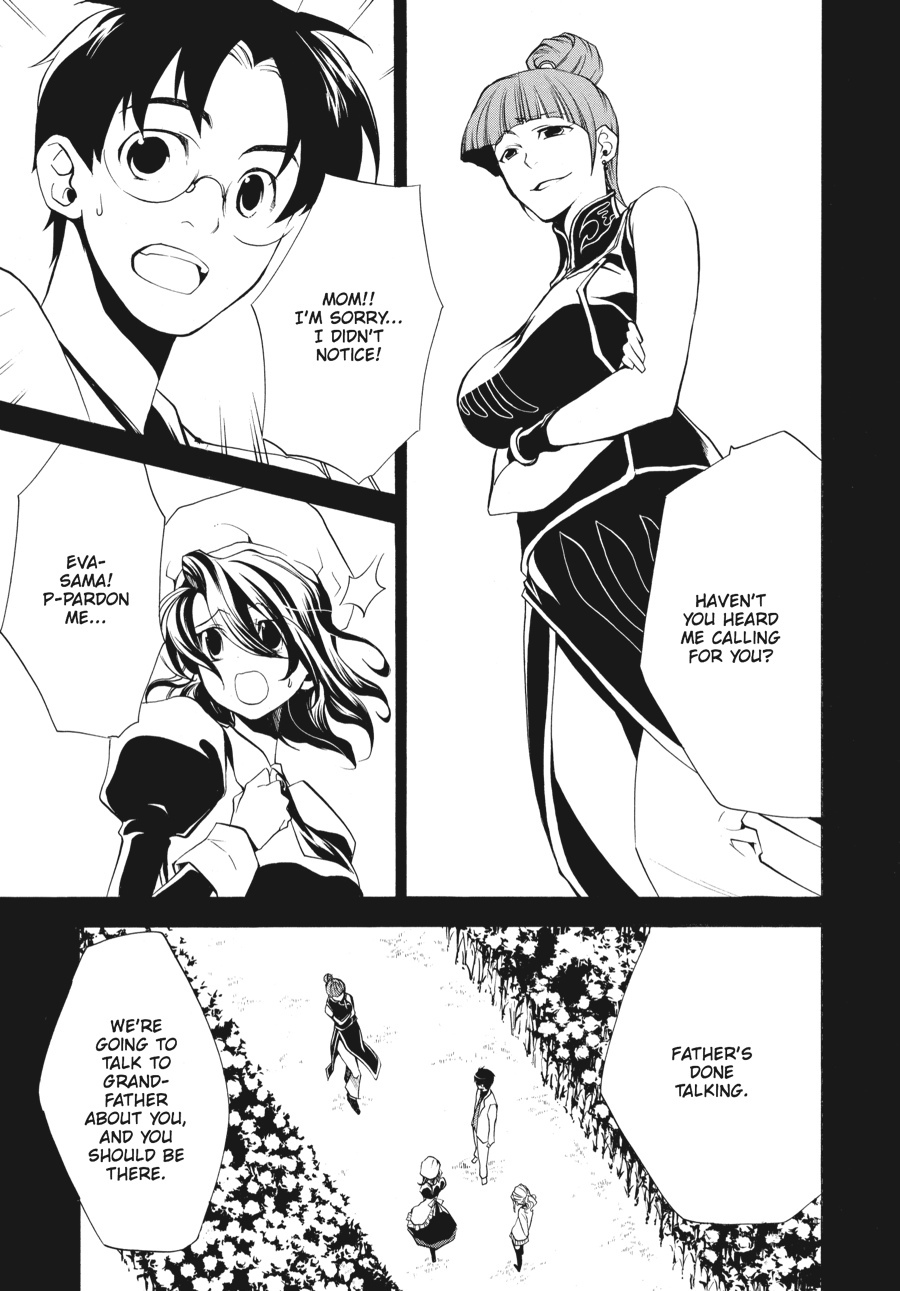 HAVEN'T
YOU HEARD
ME CALLING
FOR YOU?
MOM!!
I'M SORRY...
I DIDN'T
NOTICE!
EVA-
SAMA!
P-PARDON
ME...
FATHER'S
DONE
TALKING.
WE'RE
GOING TO
TALK TO
GRAND-
FATHER
ABOUT YOU,
AND YOU
SHOULD BE
THERE.